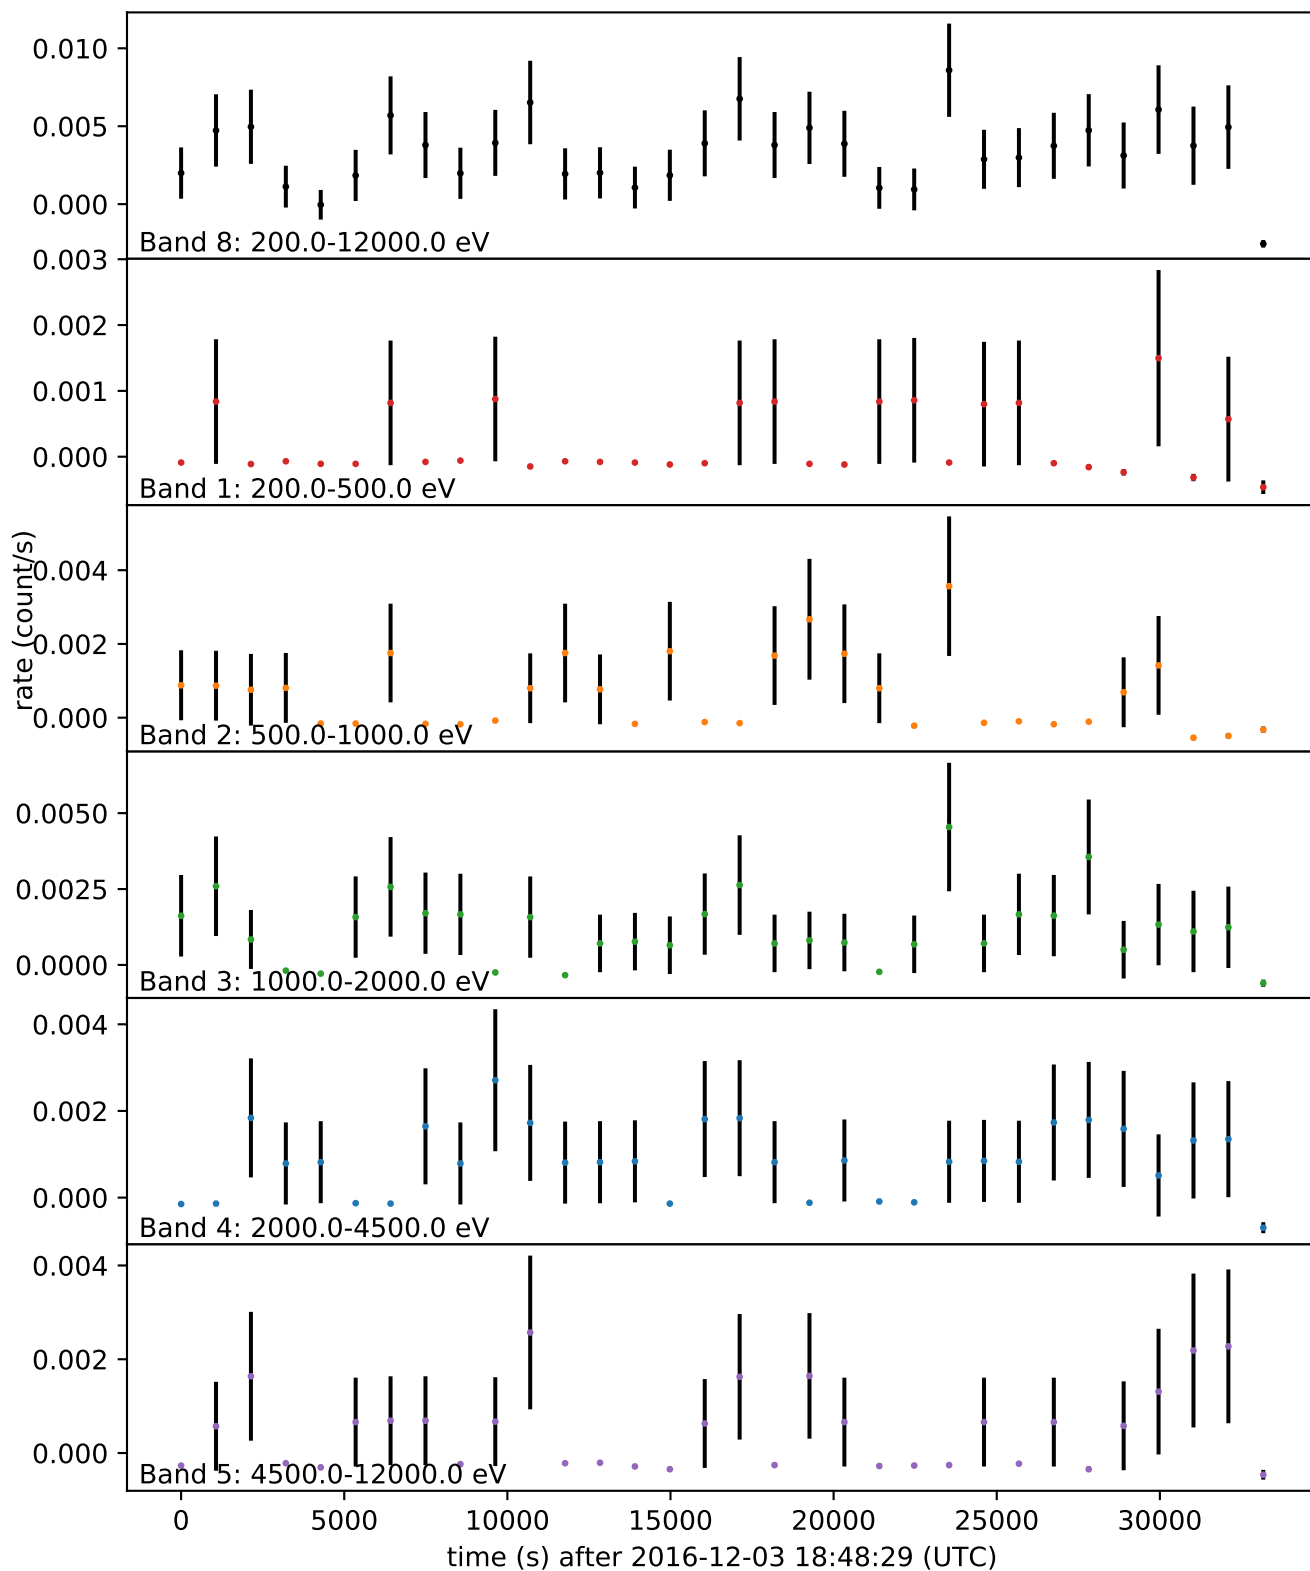 0.010
0.005
0.000
Band 8: 200.0-12000.0 eV
0.003
0.002
0.001
0.000
Band 1: 200.0-500.0 eV
rate (count/s)
0.004
0.002
0.000
Band 2: 500.0-1000.0 eV
0.0050
0.0025
0.0000
Band 3: 1000.0-2000.0 eV
0.004
0.002
0.000
Band 4: 2000.0-4500.0 eV
0.004
0.002
0.000
Band 5: 4500.0-12000.0 eV
0 5000 10000 15000 20000 25000 30000
time (s) after 2016-12-03 18:48:29 (UTC)